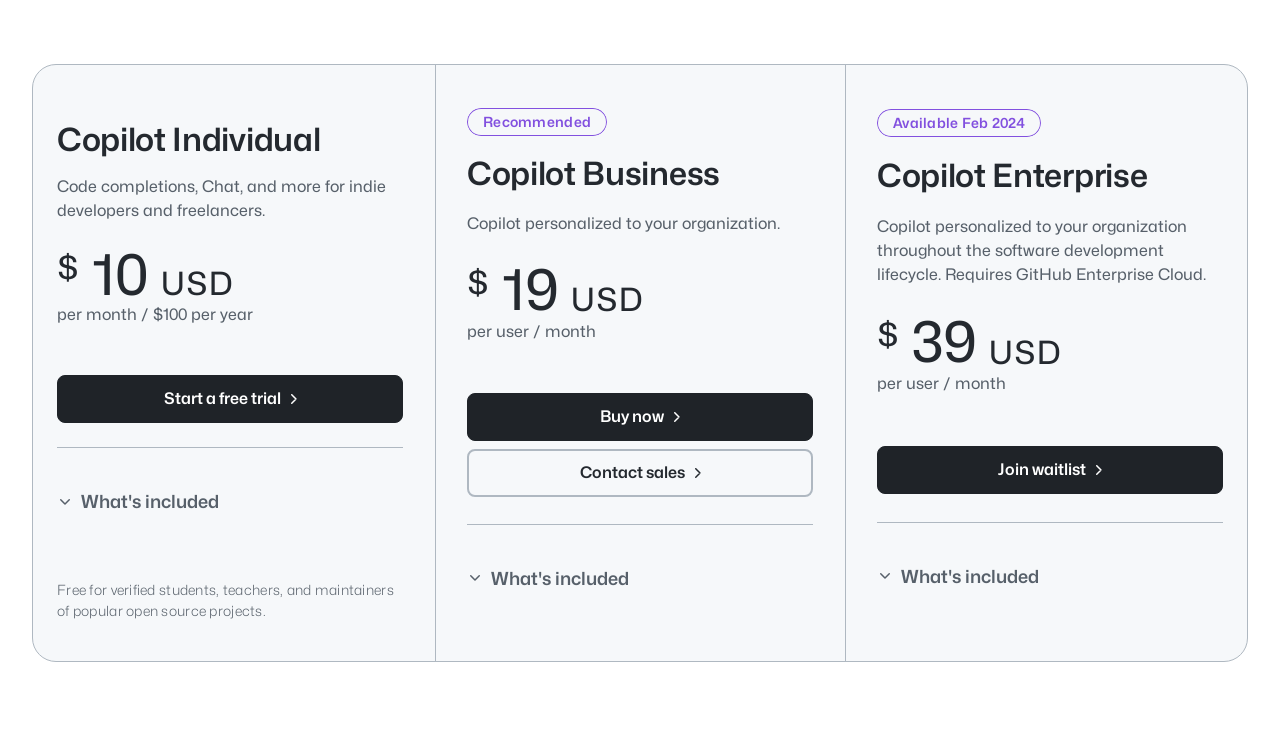 Copilot Individual
Code completions, Chat, and more for indie
developers and freelancers.
$ 10 USD
per month / $100 per year
Start a free trial
What's included
Free for verified students, teachers, and maintainers
of popular open source projects.
Recommended
Copilot Business
Copilot personalized to your organization.
$ 19 USD
per user / month
Buy now
Contact sales
What's included
Available Feb 2024
Copilot Enterprise
Copilot personalized to your organization
throughout the software development
lifecycle. Requires GitHub Enterprise Cloud.
$ 39 USD
per user / month
Join waitlist
What's included